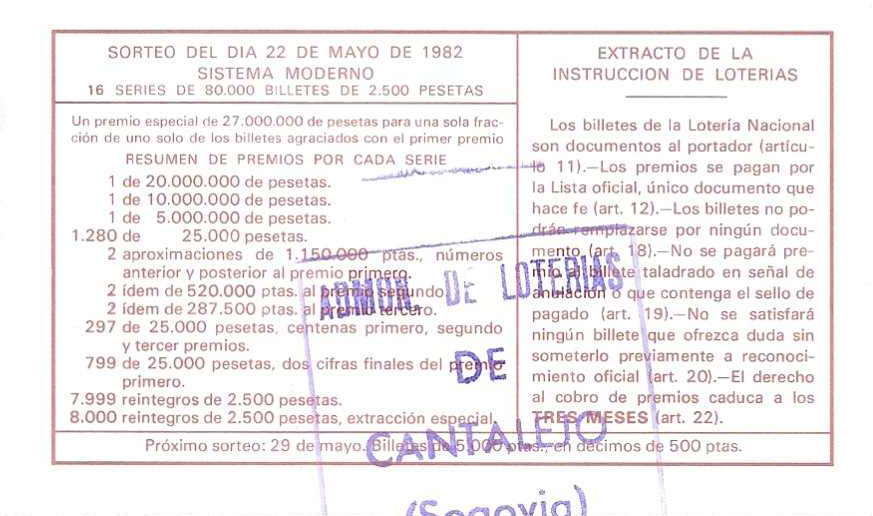 SORTEO DEL DIA 22 DE MAYO DE 1982
SISTEMA MODERNO
16 SERIES DE 80.000 BILLETES DE 2.500 PESETAS
Un premio especial de 27.000.000 de pesetas para una sola frac-
ción de uno solo de los billetes agraciados con el primer premio
RESUMEN DE PREMIOS POR CADA SERIE
1 de 20.000.000 de pesetas.
1 de 10.000.000 de pesetas.
1 de 5.000.000 de pesetas.
1.280 de 25.000 pesetas.
2 aproximaciones de 1.150.000 ptas., números
anterior y posterior al premio primero.
2 ídem de 520.000 ptas. al premio segundo.
2 ídem de 287.500 ptas. al premio tercero.
297 de 25.000 pesetas, centenas primero, segundo
y tercer premios.
799 de 25.000 pesetas, dos cifras finales del premio
primero.
7.999 reintegros de 2.500 pesetas.
8.000 reintegros de 2.500 pesetas, extracción especial.
EXTRACTO DE LA
INSTRUCCION DE LOTERIAS
Los billetes de la Lotería Nacional
son documentos al portador (artícu-
lo 11).—Los premios se pagan por
la Lista oficial, único documento que
hace fe (art. 12).—Los billetes no po-
drán remplazarse por ningún docu-
mento (art. 18).—No se pagará pre-
mio al billete taladrado en señal de
anulación o que contenga el sello de
pagado (art. 19).—No se satisfará
ningún billete que ofrezca duda sin
someterlo previamente a reconoci-
miento oficial (art. 20).—El derecho
al cobro de premios caduca a los
TRES MESES (art. 22).
Próximo sorteo: 29 de mayo. Billetes de 5.000 ptas., en décimos de 500 ptas.
ADMON. DE LOTERIAS
DE
CANTALEJO
(Segovia)